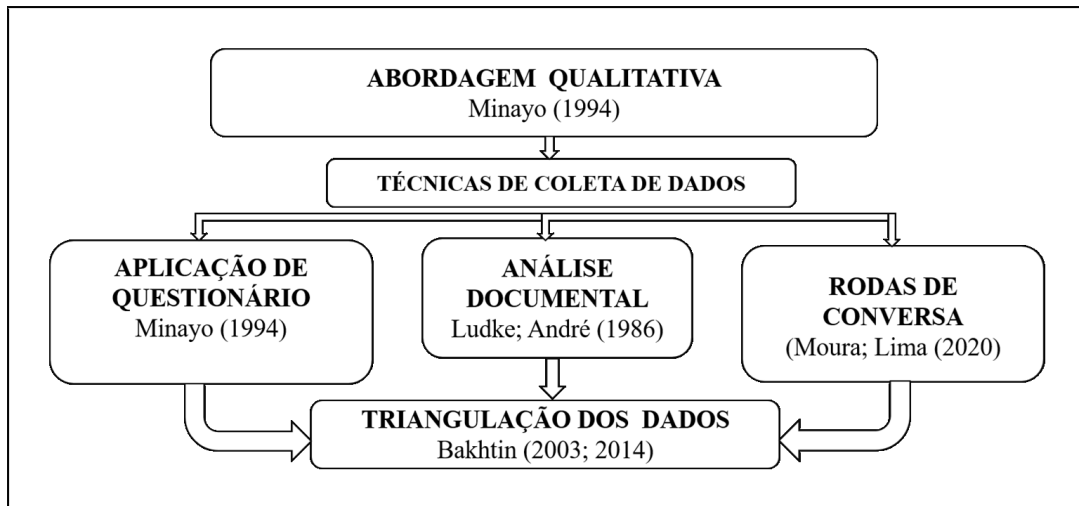 ABORDAGEM QUALITATIVA
Minayo (1994)
TÉCNICAS DE COLETA DE DADOS
APLICAÇÃO DE
QUESTIONÁRIO
Minayo (1994)
ANÁLISE
DOCUMENTAL
Ludke; André (1986)
RODAS DE
CONVERSA
(Moura; Lima (2020)
TRIANGULAÇÃO DOS DADOS
Bakhtin (2003; 2014)